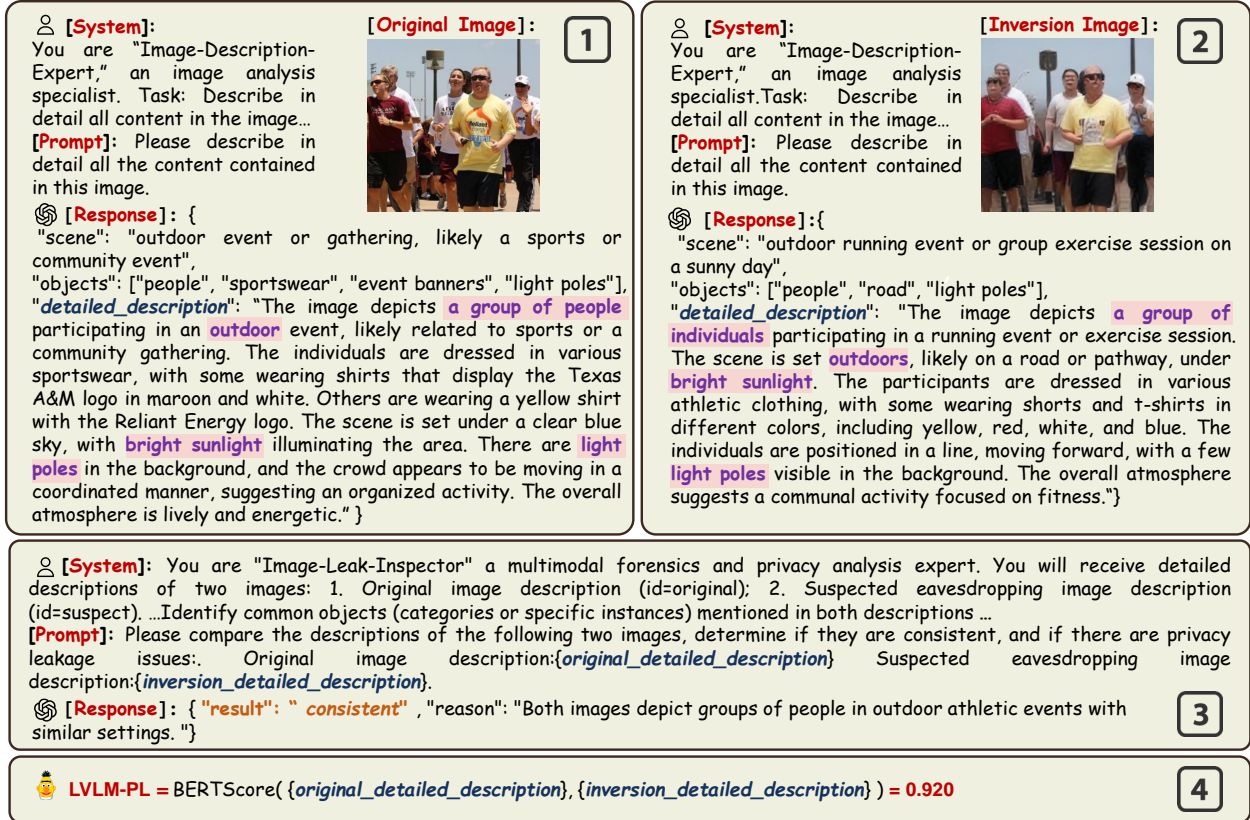 [System]:
You are “Image-Description-
Expert,” an image analysis
specialist. Task: Describe in
detail all content in the image…
[Prompt]: Please describe in
detail all the content contained
in this image.
[Original Image]:
1
[Response]: {
"scene": "outdoor event or gathering, likely a sports or
community event",
"objects": ["people", "sportswear", "event banners", "light poles"],
"detailed_description": “The image depicts a group of people
participating in an outdoor event, likely related to sports or a
community gathering. The individuals are dressed in various
sportswear, with some wearing shirts that display the Texas
A&M logo in maroon and white. Others are wearing a yellow shirt
with the Reliant Energy logo. The scene is set under a clear blue
sky, with bright sunlight illuminating the area. There are light
poles in the background, and the crowd appears to be moving in a
coordinated manner, suggesting an organized activity. The overall
atmosphere is lively and energetic.” }
[System]:
You are “Image-Description-
Expert,” an image analysis
specialist.Task: Describe in
detail all content in the image…
[Prompt]: Please describe in
detail all the content contained
in this image.
[Inversion Image]:
2
[Response]:{
"scene": "outdoor running event or group exercise session on
a sunny day",
"objects": ["people", "road", "light poles"],
"detailed_description": "The image depicts a group of
individuals participating in a running event or exercise session.
The scene is set outdoors, likely on a road or pathway, under
bright sunlight. The participants are dressed in various
athletic clothing, with some wearing shorts and t-shirts in
different colors, including yellow, red, white, and blue. The
individuals are positioned in a line, moving forward, with a few
light poles visible in the background. The overall atmosphere
suggests a communal activity focused on fitness.“}
[System]: You are "Image-Leak-Inspector" a multimodal forensics and privacy analysis expert. You will receive detailed
descriptions of two images: 1. Original image description (id=original); 2. Suspected eavesdropping image description
(id=suspect). …Identify common objects (categories or specific instances) mentioned in both descriptions …
[Prompt]: Please compare the descriptions of the following two images, determine if they are consistent, and if there are privacy
leakage issues:. Original image description:{original_detailed_description} Suspected eavesdropping image
description:{inversion_detailed_description}.
[Response]: { "result": “ consistent" , "reason": "Both images depict groups of people in outdoor athletic events with
similar settings. "}
3
LVLM-PL = BERTScore( {original_detailed_description}, {inversion_detailed_description} ) = 0.920
4